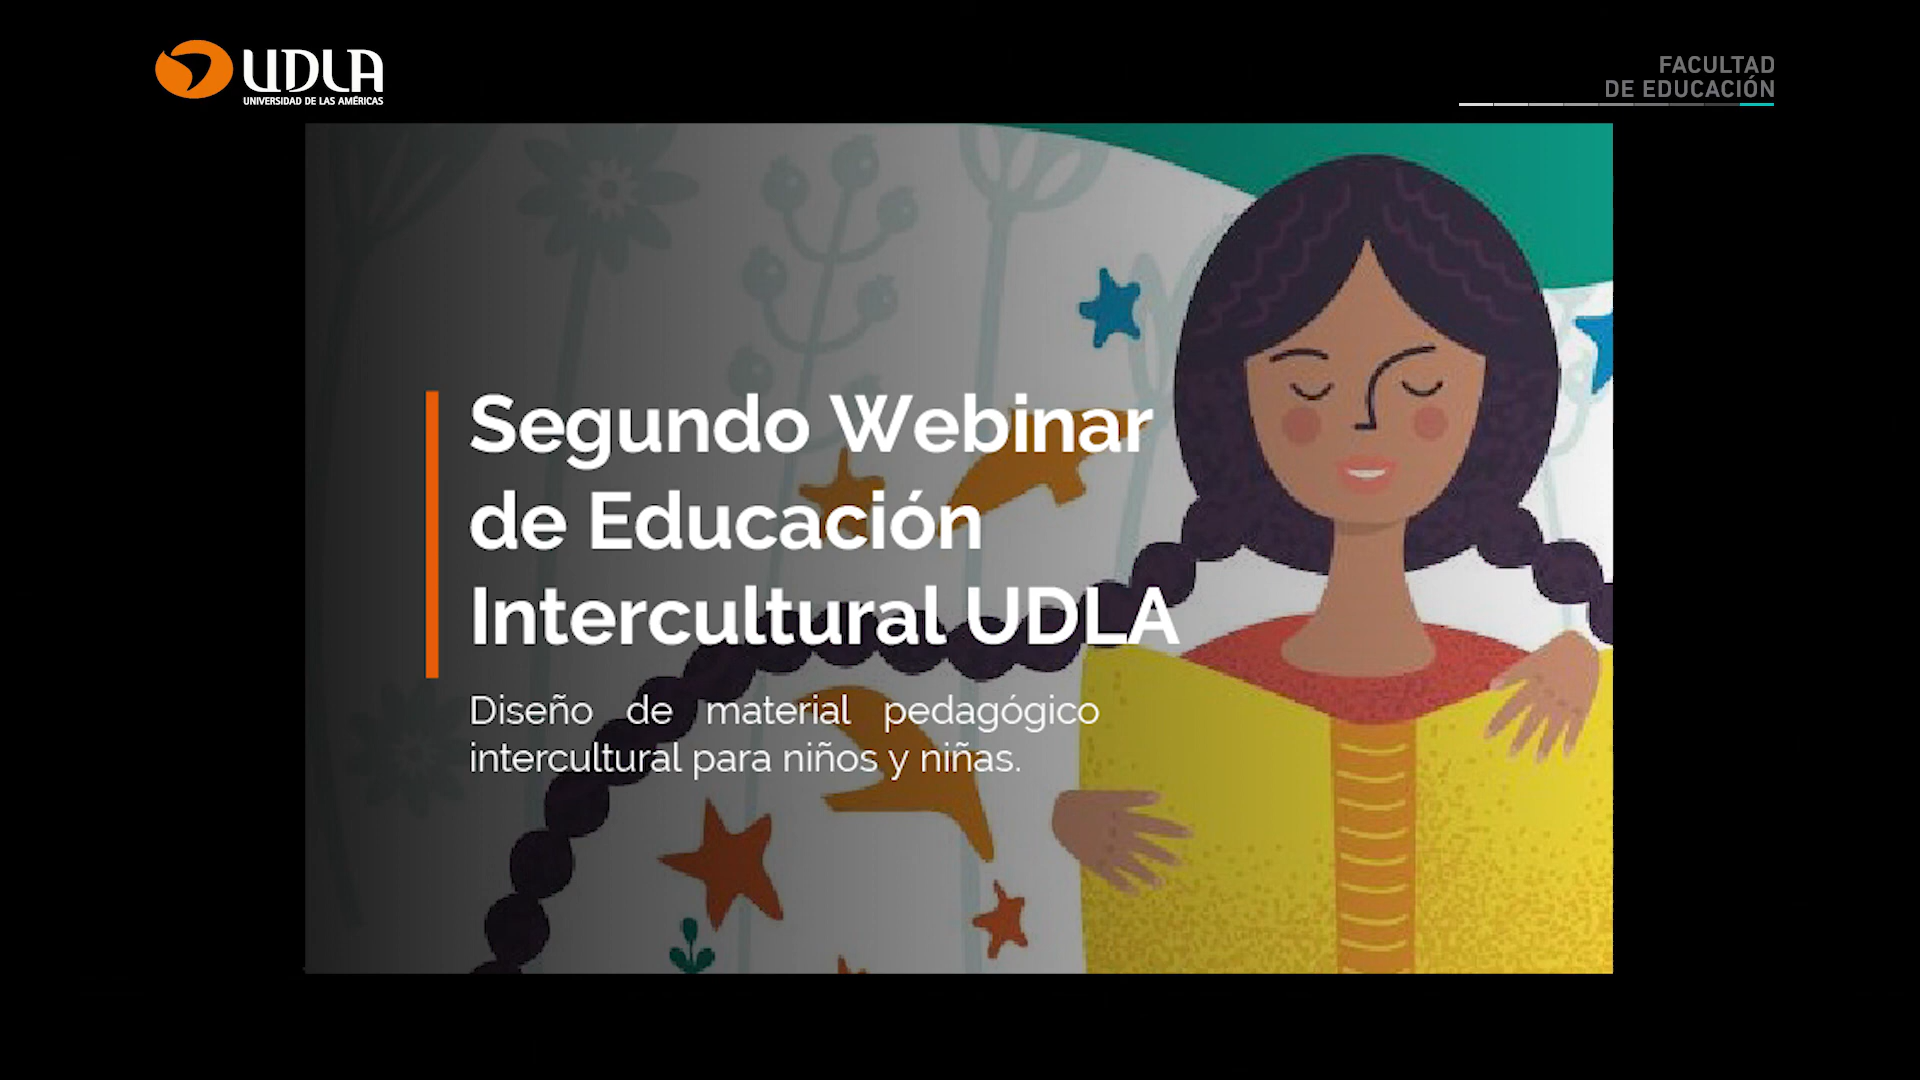 UDLA
UNIVERSIDAD DE LAS AMÉRICAS
FACULTAD
DE EDUCACIÓN
Segundo Webinar
de Educación
Intercultural UDLA
Diseño de material pedagógico
intercultural para niños y niñas.